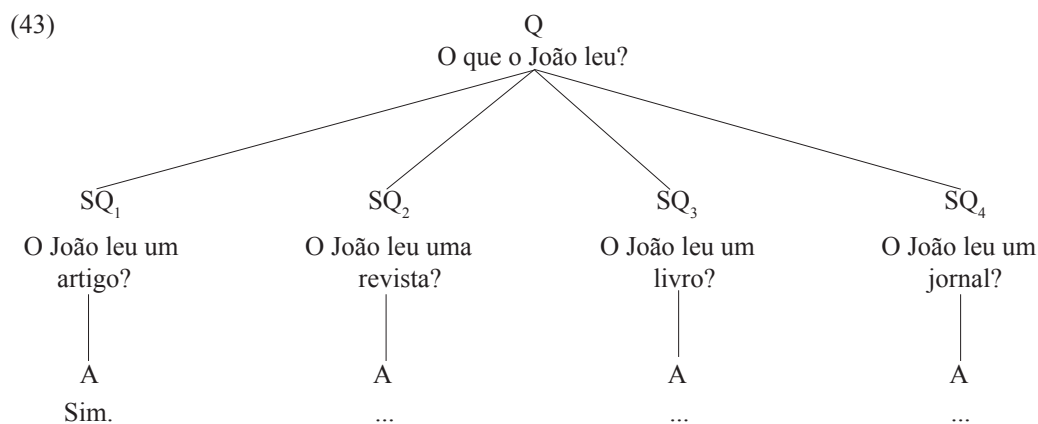 (43)
Q
O que o João leu?
SQ₁ SQ₂ SQ₃ SQ₄
O João leu um artigo?
O João leu uma revista?
O João leu um livro?
O João leu um jornal?
A A A A
Sim. ... ... ...